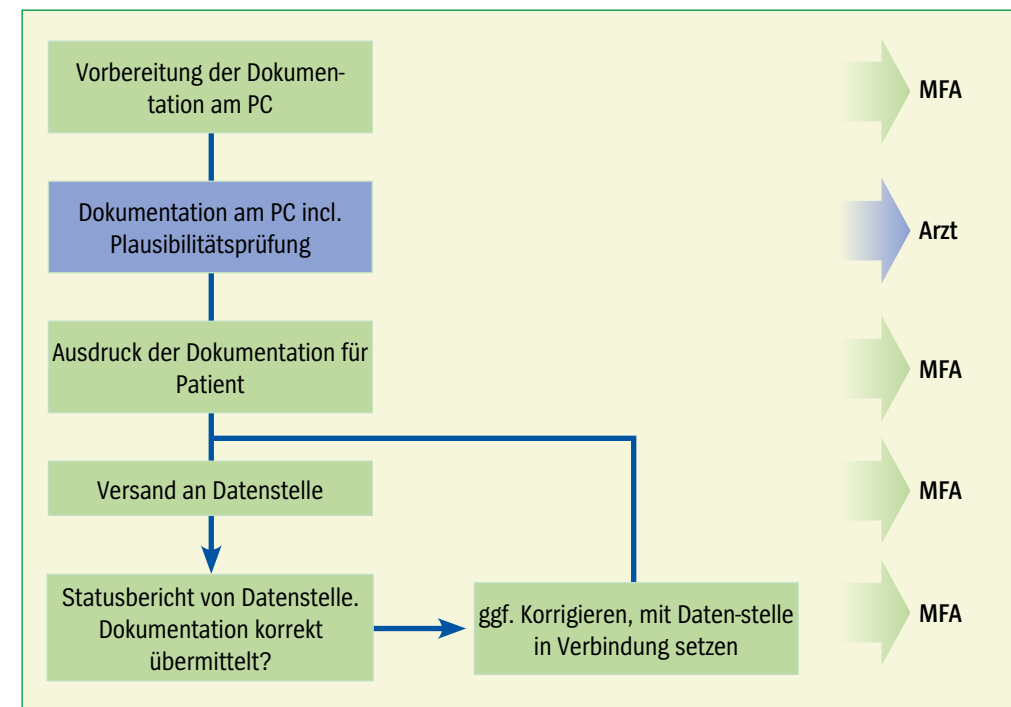 Vorbereitung der Dokumen-
tation am PC
MFA
Dokumentation am PC incl.
Plausibilitätsprüfung
Arzt
Ausdruck der Dokumentation für
Patient
MFA
Versand an Datenstelle
MFA
Statusbericht von Datenstelle.
Dokumentation korrekt
übermittelt?
ggf. Korrigieren, mit Daten-stelle
in Verbindung setzen
MFA